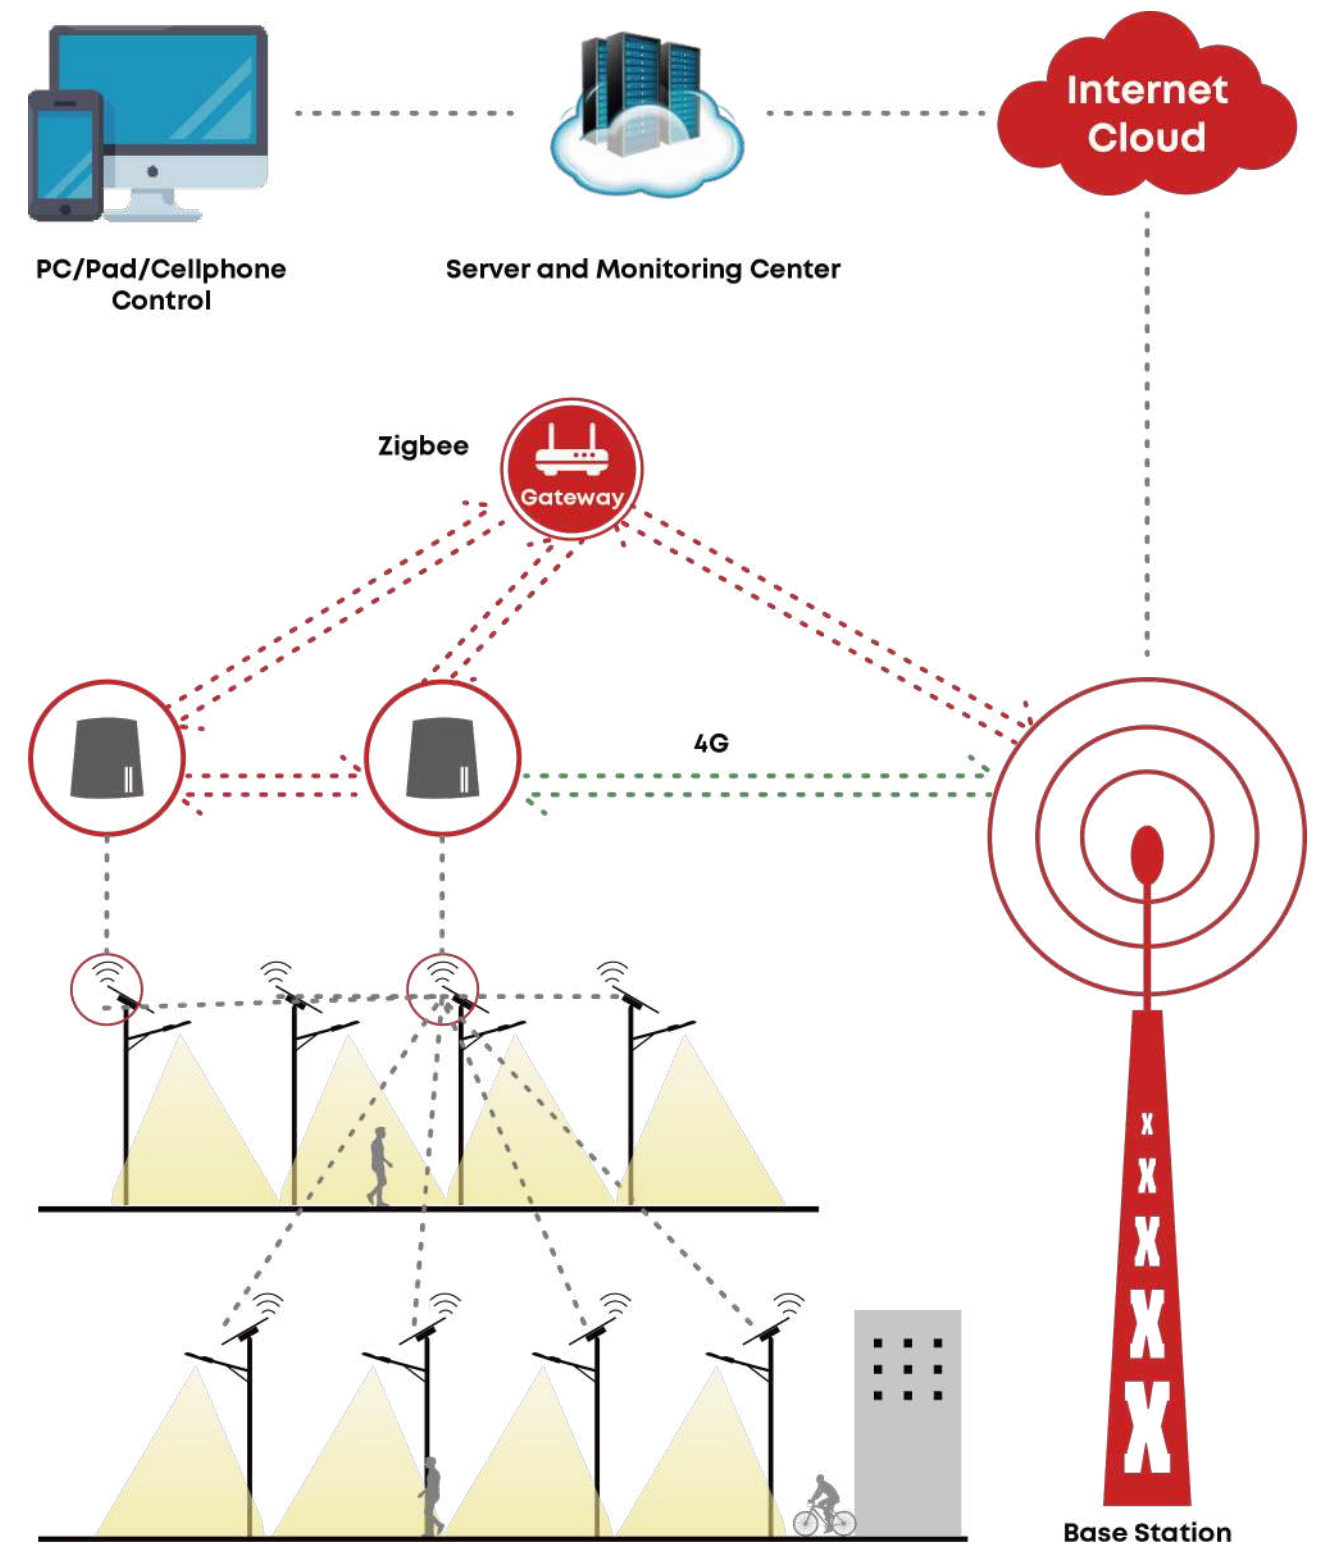 Internet
Cloud
PC/Pad/Cellphone
Control
Server and Monitoring Center
Zigbee
Gateway
4G
X
X
X
X
X
Base Station